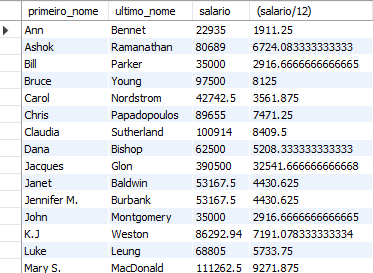 primeiro_nome ultimo_nome salario (salario/12)
Ann Bennet 22935 1911.25
Ashok Ramanathan 80689 6724.083333333333
Bill Parker 35000 2916.6666666666665
Bruce Young 97500 8125
Carol Nordstrom 42742.5 3561.875
Chris Papadopoulos 89655 7471.25
Claudia Sutherland 100914 8409.5
Dana Bishop 62500 5208.333333333333
Jacques Glon 390500 32541.666666666668
Janet Baldwin 53167.5 4430.625
Jennifer M. Burbank 53167.5 4430.625
John Montgomery 35000 2916.6666666666665
K.J Weston 86292.94 7191.078333333334
Luke Leung 68805 5733.75
Mary S. MacDonald 111262.5 9271.875